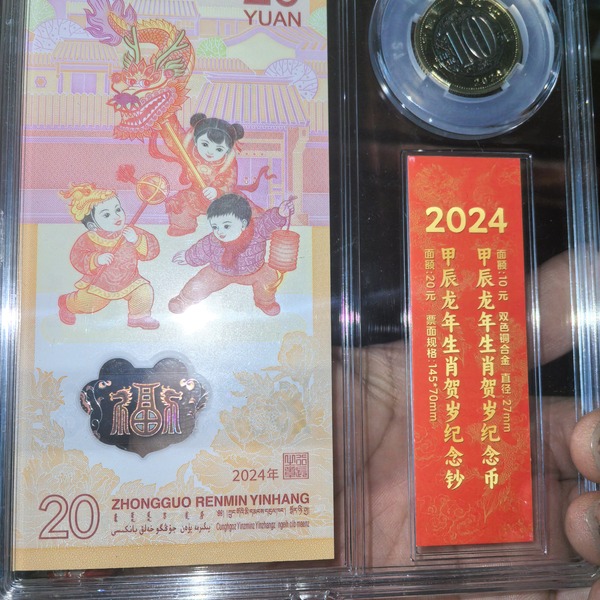 20
YUAN
福
2024年
20
ZHONGGUO RENMIN YINHANG
10
2024
2024
面额:10元 双色铜合金 直径:27mm
甲辰龙年生肖贺岁纪念币
甲辰龙年生肖贺岁纪念钞
面额:20元 票面规格:145*70mm